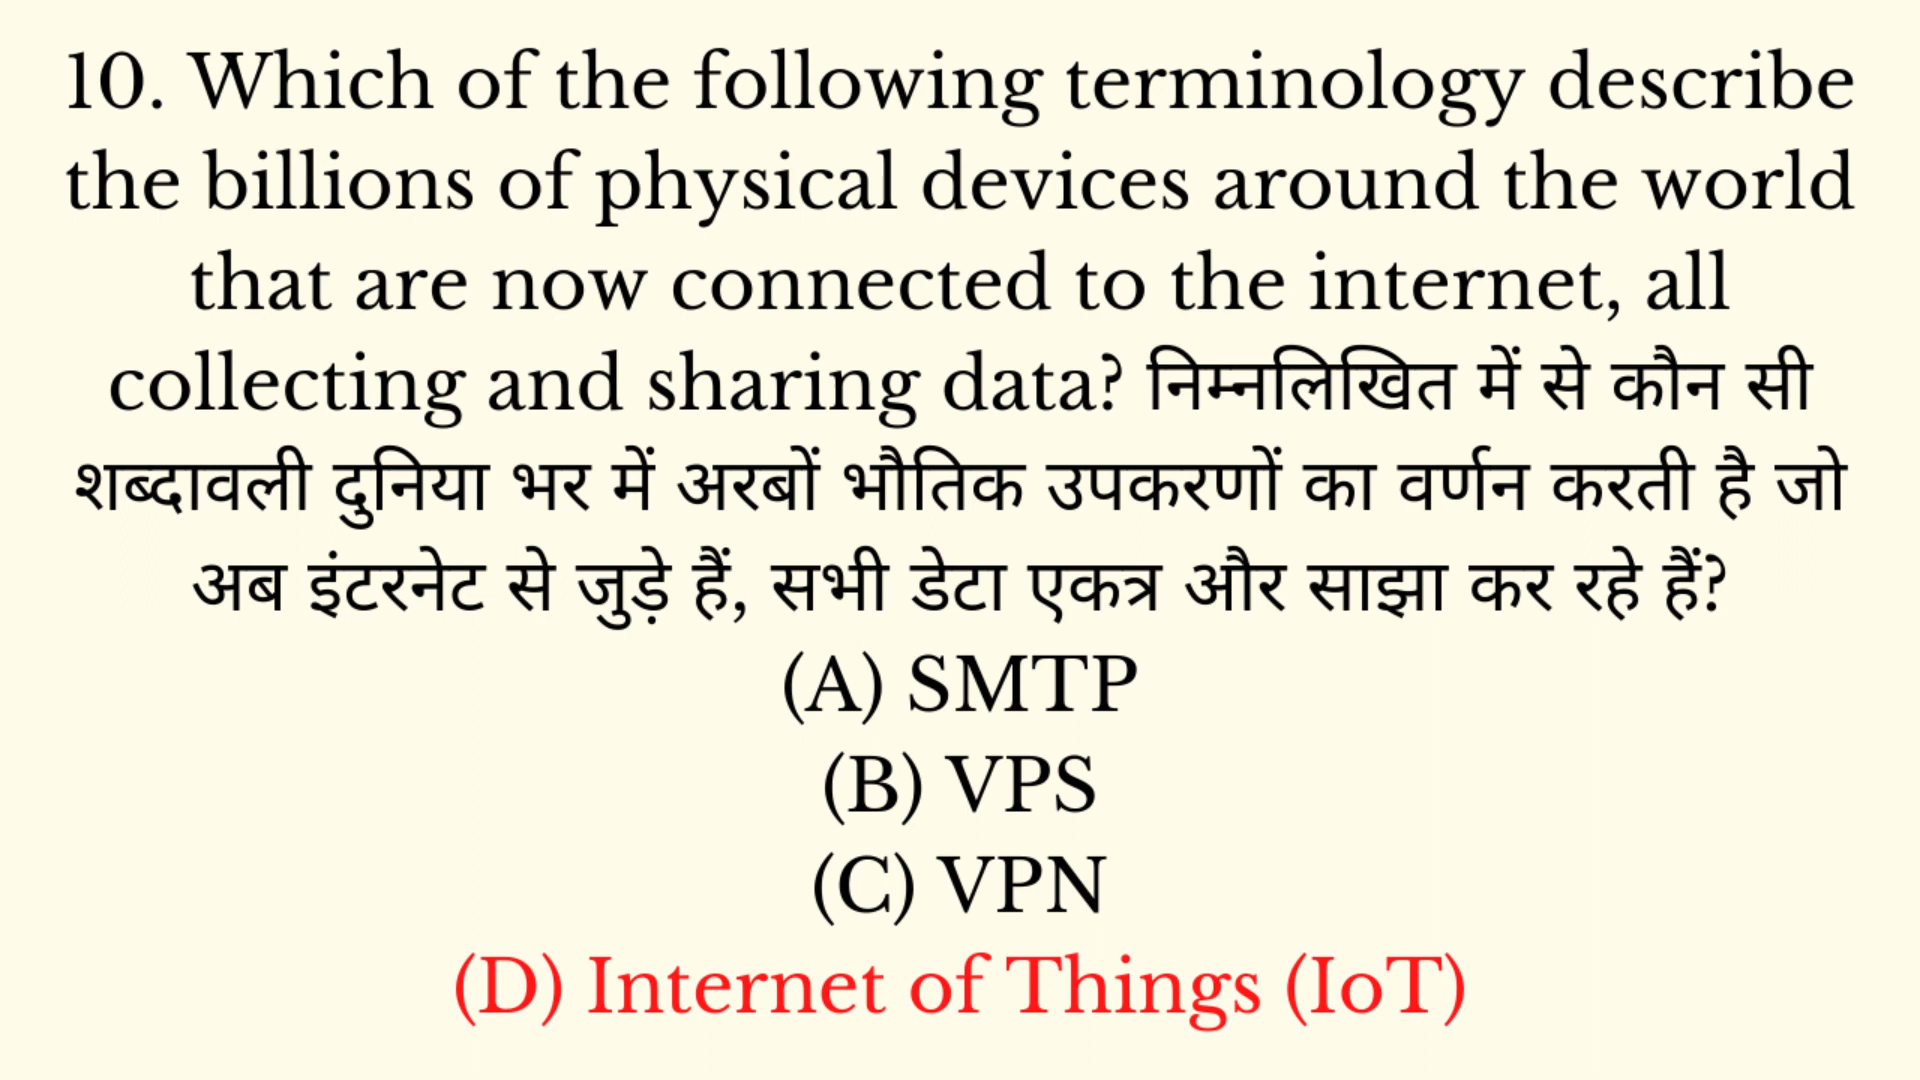 10. Which of the following terminology describe
the billions of physical devices around the world
that are now connected to the internet, all
collecting and sharing data? निम्नलिखित में से कौन सी
शब्दावली दुनिया भर में अरबों भौतिक उपकरणों का वर्णन करती है जो
अब इंटरनेट से जुड़े हैं, सभी डेटा एकत्र और साझा कर रहे हैं?
(A) SMTP
(B) VPS
(C) VPN
(D) Internet of Things (IoT)